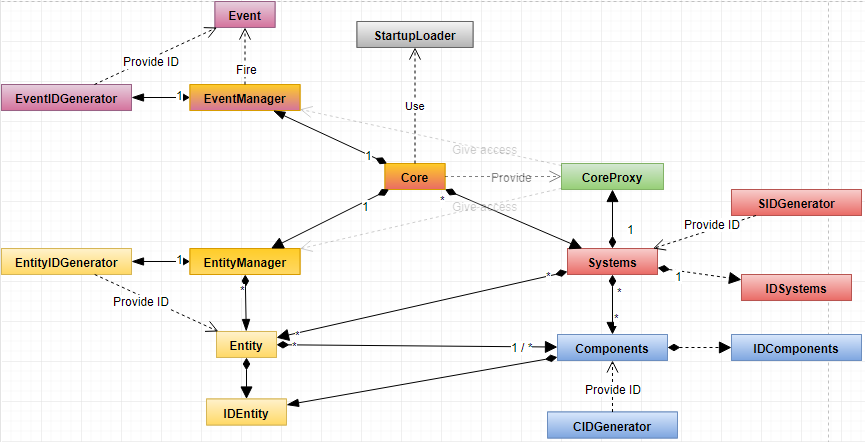 Event
StartupLoader
Provide ID
Fire
EventIDGenerator
1
EventManager
Use
Give access
1
Core
Provide
CoreProxy
1
*
Give access
SIDGenerator
1
Provide ID
EntityIDGenerator
1
EntityManager
Systems
*
1
IDSystems
*
*
Provide ID
*
*
Entity
*
1 / *
Components
IDComponents
Provide ID
IDEntity
CIDGenerator